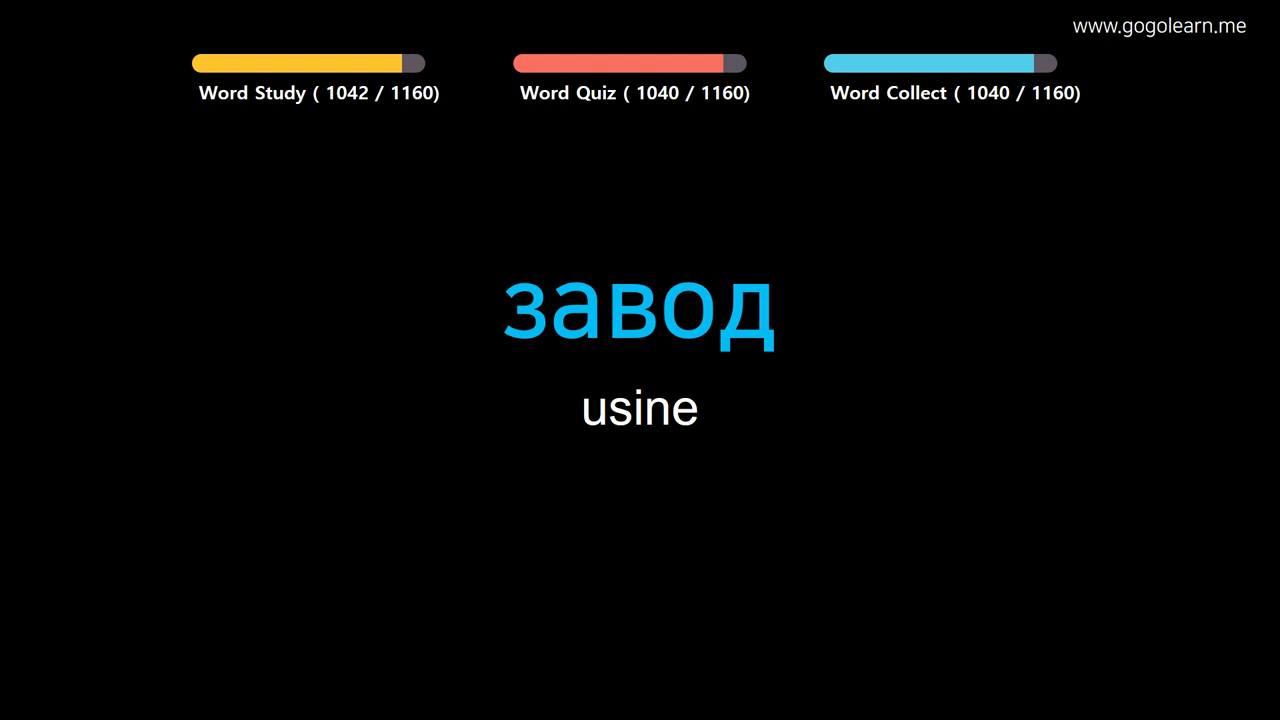 www.gogolearn.me
Word Study ( 1042 / 1160)
Word Quiz ( 1040 / 1160)
Word Collect ( 1040 / 1160)
завод
usine